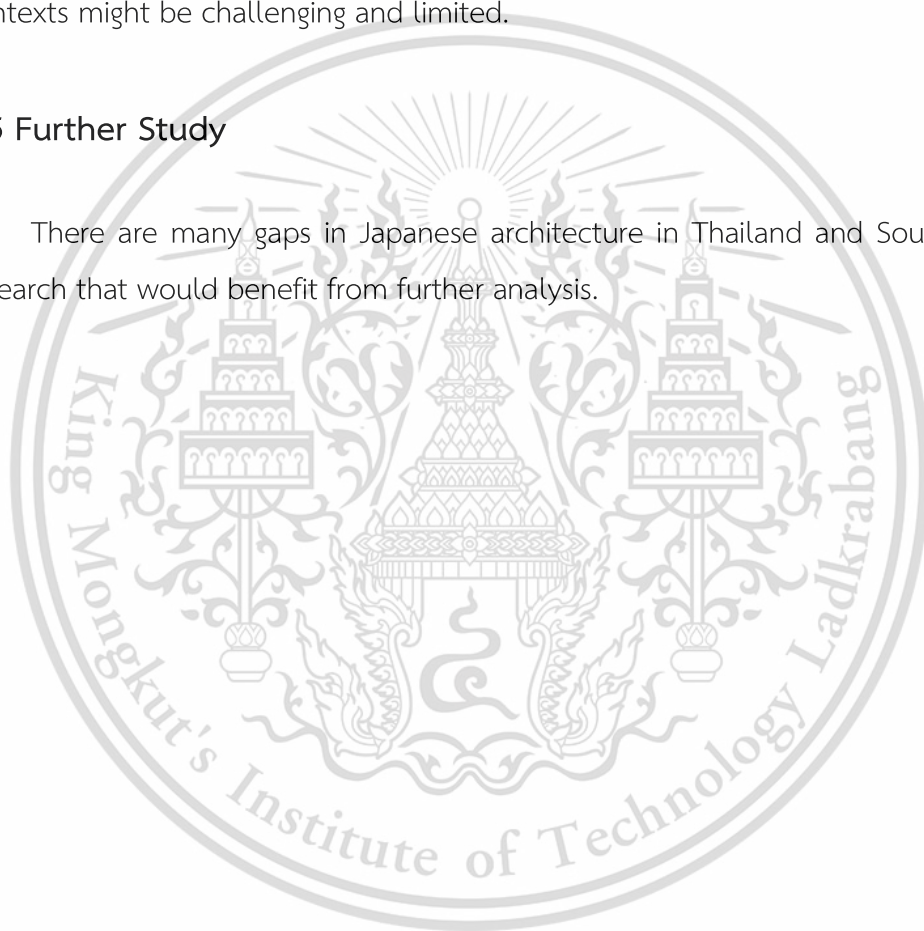 ntexts might be challenging and limited.
Further Study
There are many gaps in Japanese architecture in Thailand and Sou
earch that would benefit from further analysis.
King Mongkut's Institute of Technology Ladkrabang